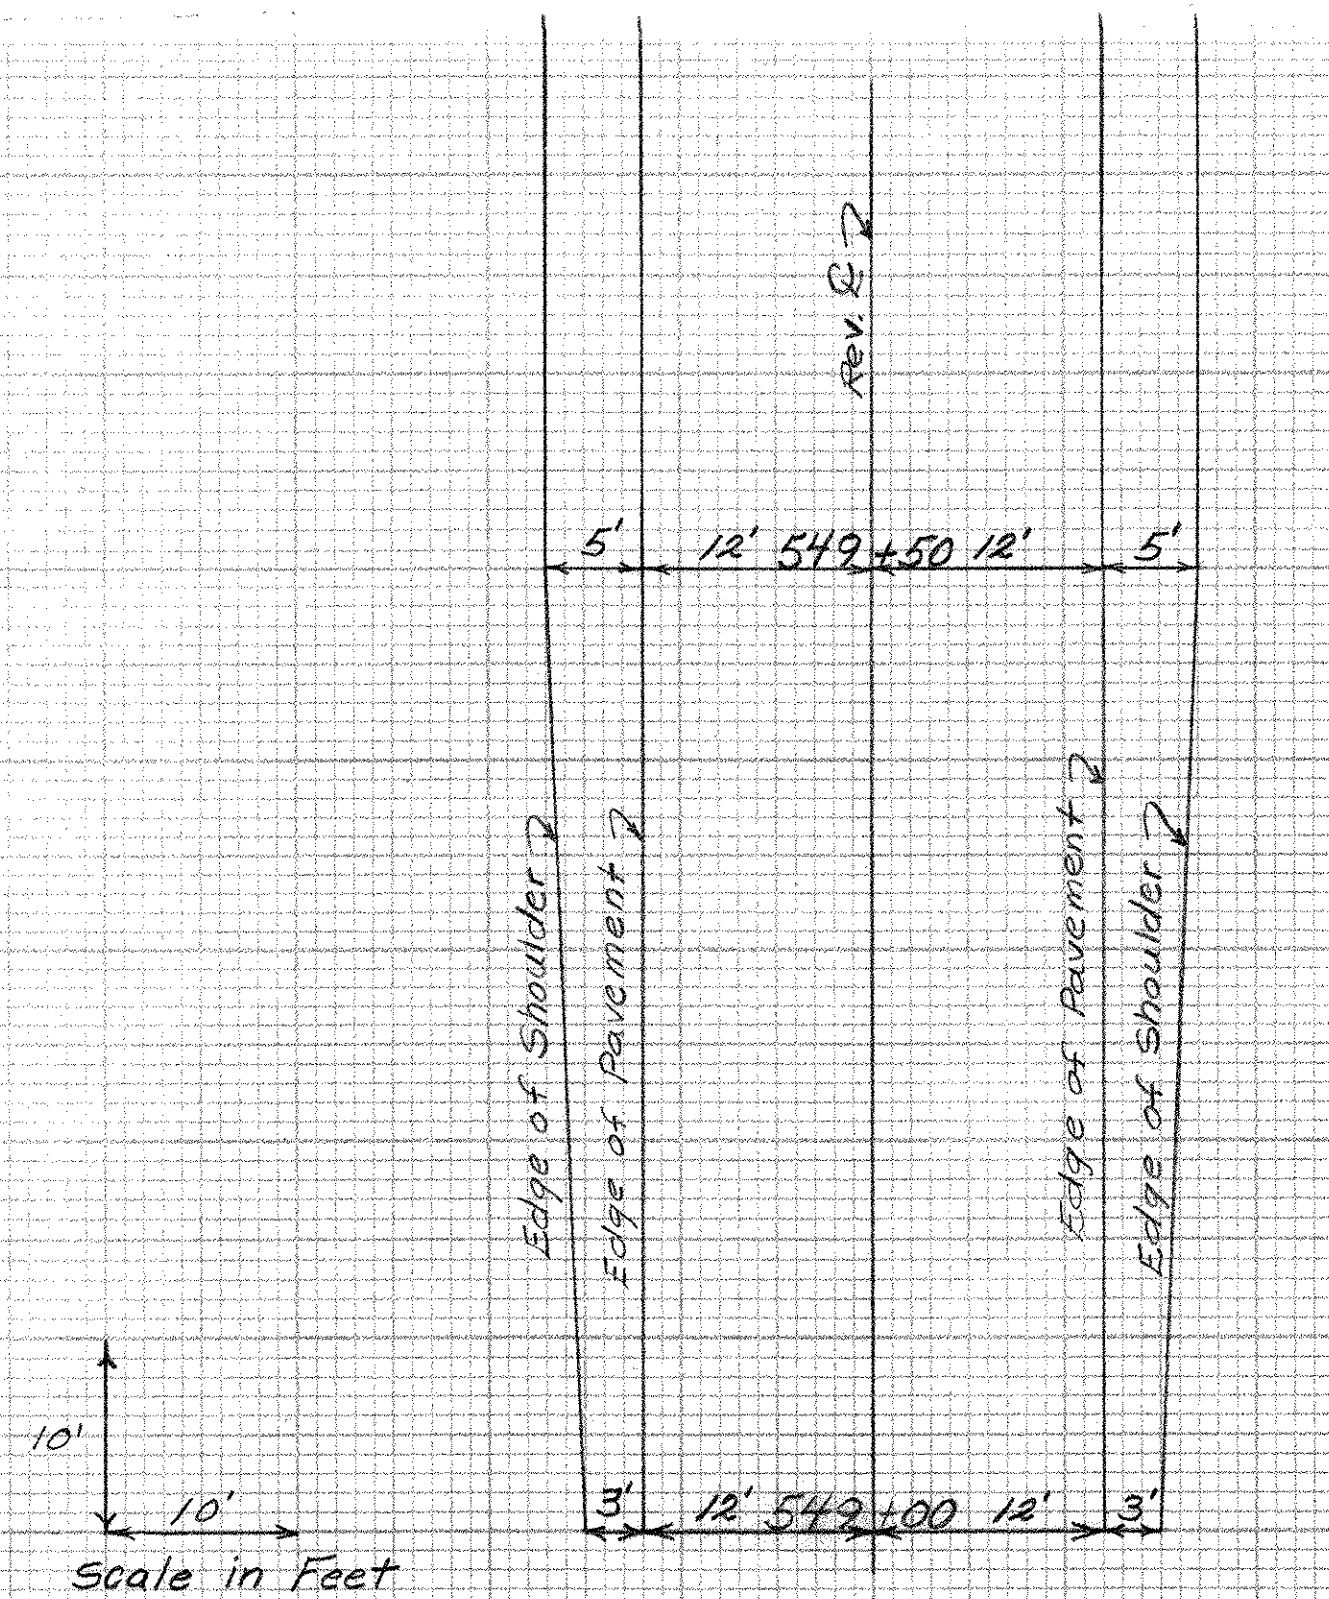 Rev. ℄
5' 12' 549+50 12' 5'
Edge of Shoulder
Edge of Pavement
Edge of Pavement
Edge of Shoulder
10'
10'
3' 12' 549+00 12' 3'
Scale in Feet